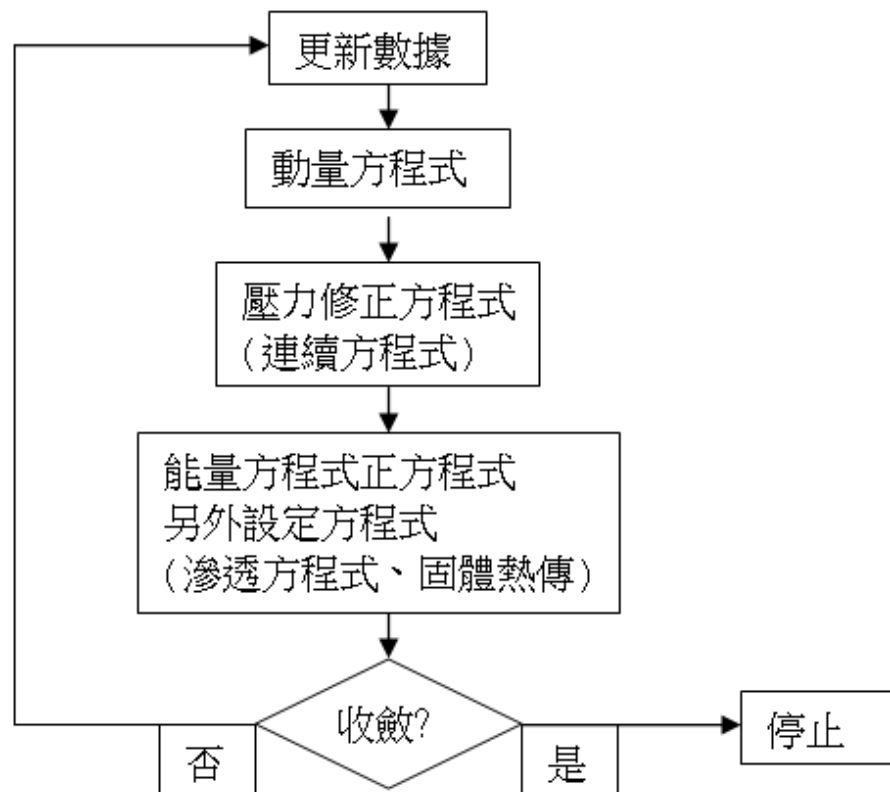 更新數據
動量方程式
壓力修正方程式
(連續方程式)
能量方程式正方程式
另外設定方程式
(滲透方程式、固體熱傳)
收斂?
否
是
停止